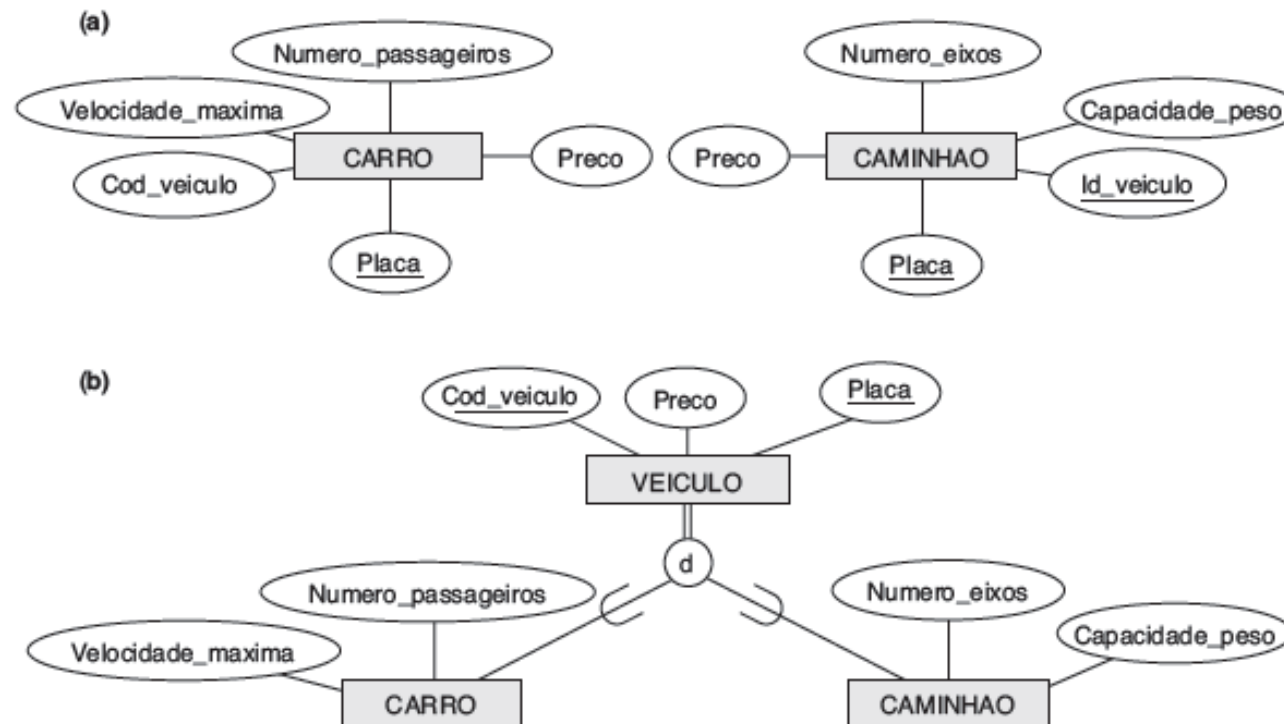 (a)
Numero_passageiros
Numero_eixos
Velocidade_maxima
Capacidade_peso
CARRO
Preco
Preco
CAMINHAO
Cod_veiculo
Id_veiculo
Placa
Placa
(b)
Cod_veiculo
Preco
Placa
VEICULO
d
Numero_passageiros
Numero_eixos
Velocidade_maxima
Capacidade_peso
CARRO
CAMINHAO